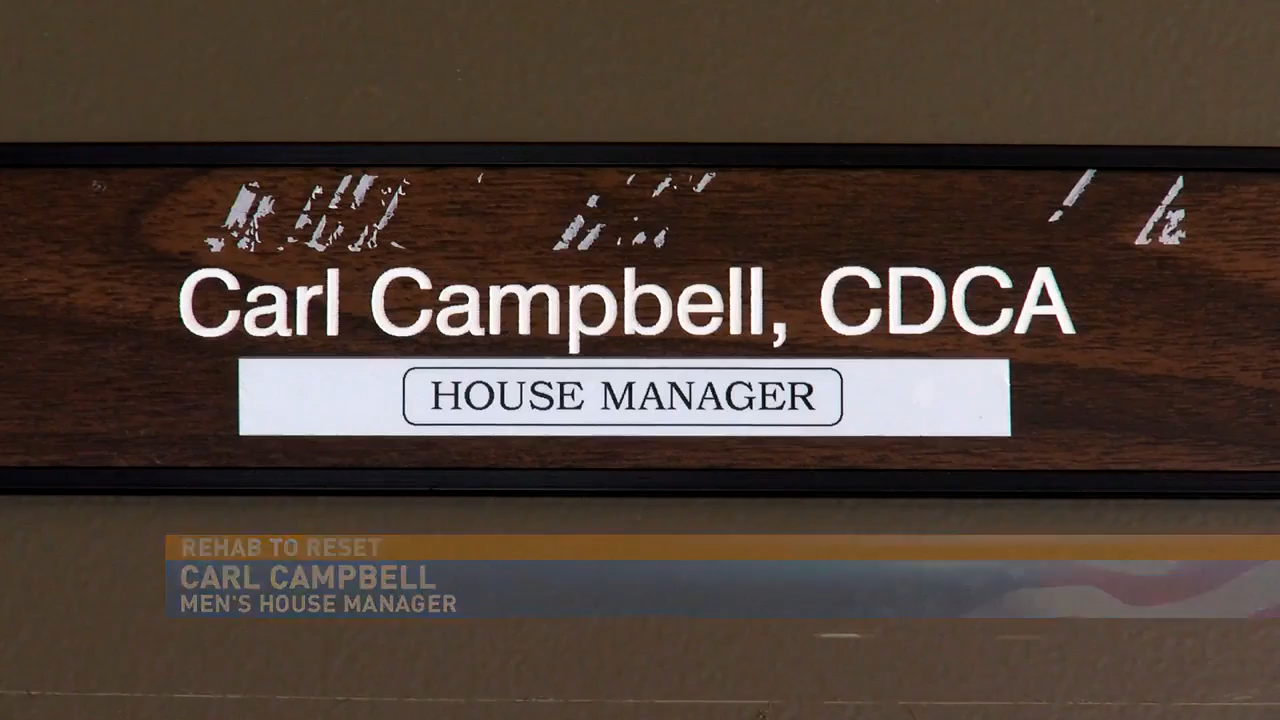 Carl Campbell, CDCA
HOUSE MANAGER
REHAB TO RESET
CARL CAMPBELL
MEN'S HOUSE MANAGER